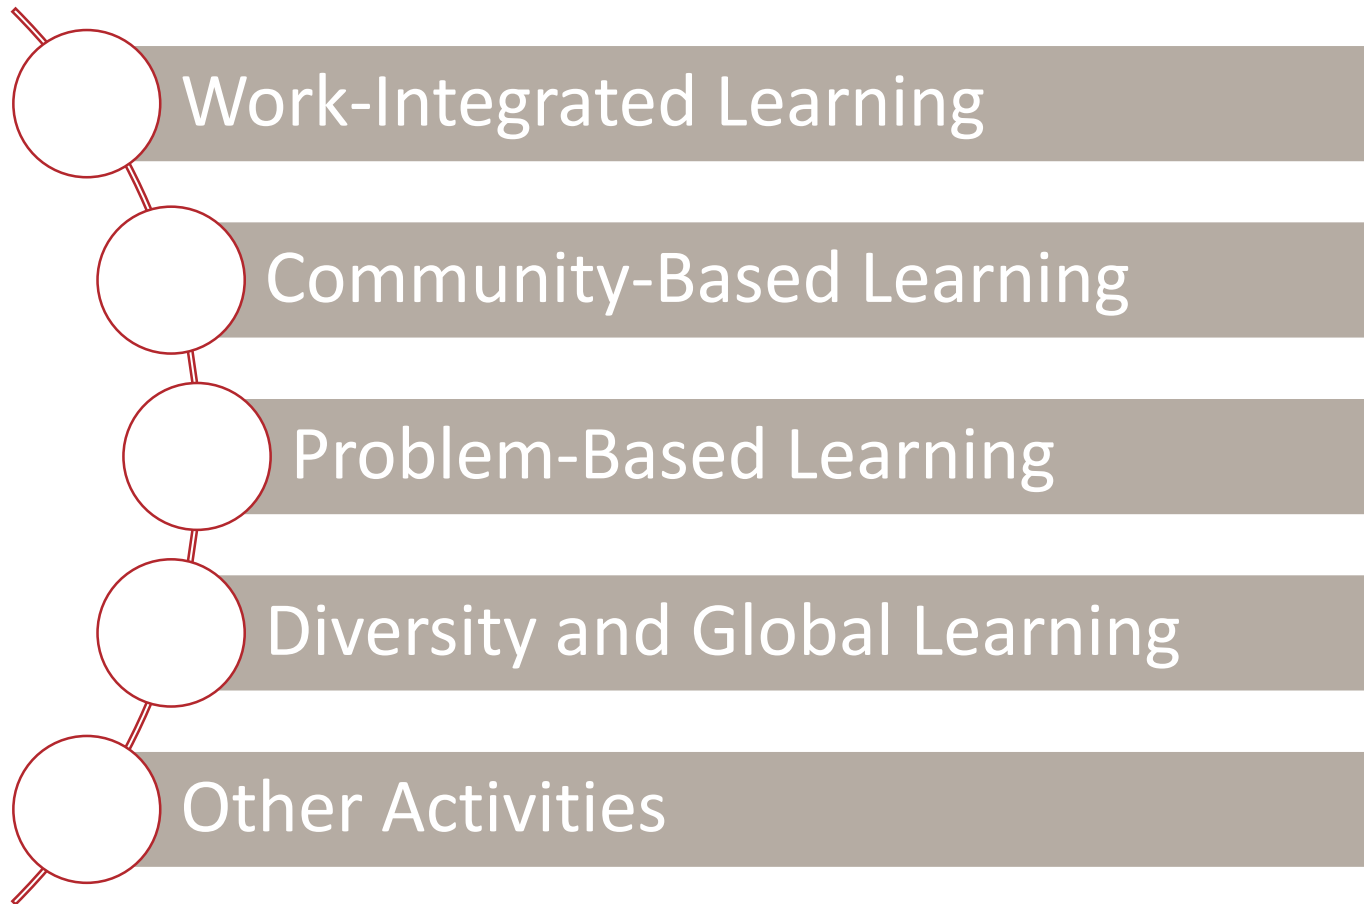 Work-Integrated Learning
Community-Based Learning
Problem-Based Learning
Diversity and Global Learning
Other Activities